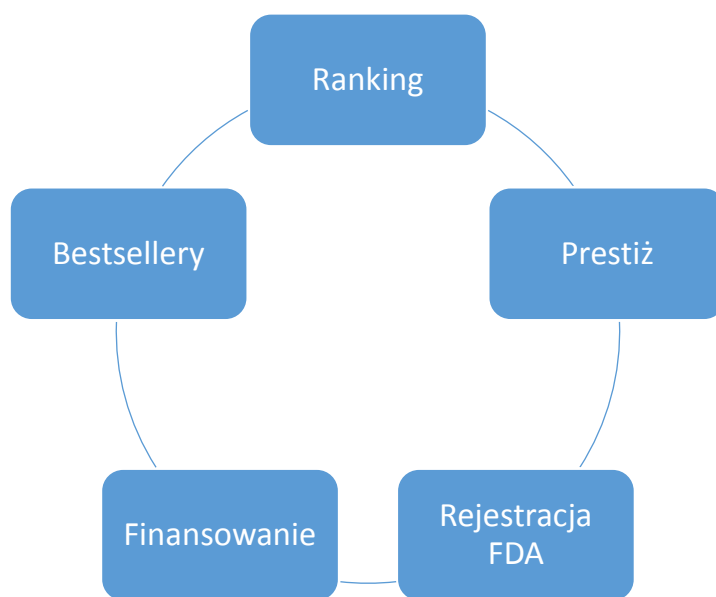 Ranking
Prestiż
Rejestracja
FDA
Finansowanie
Bestsellery